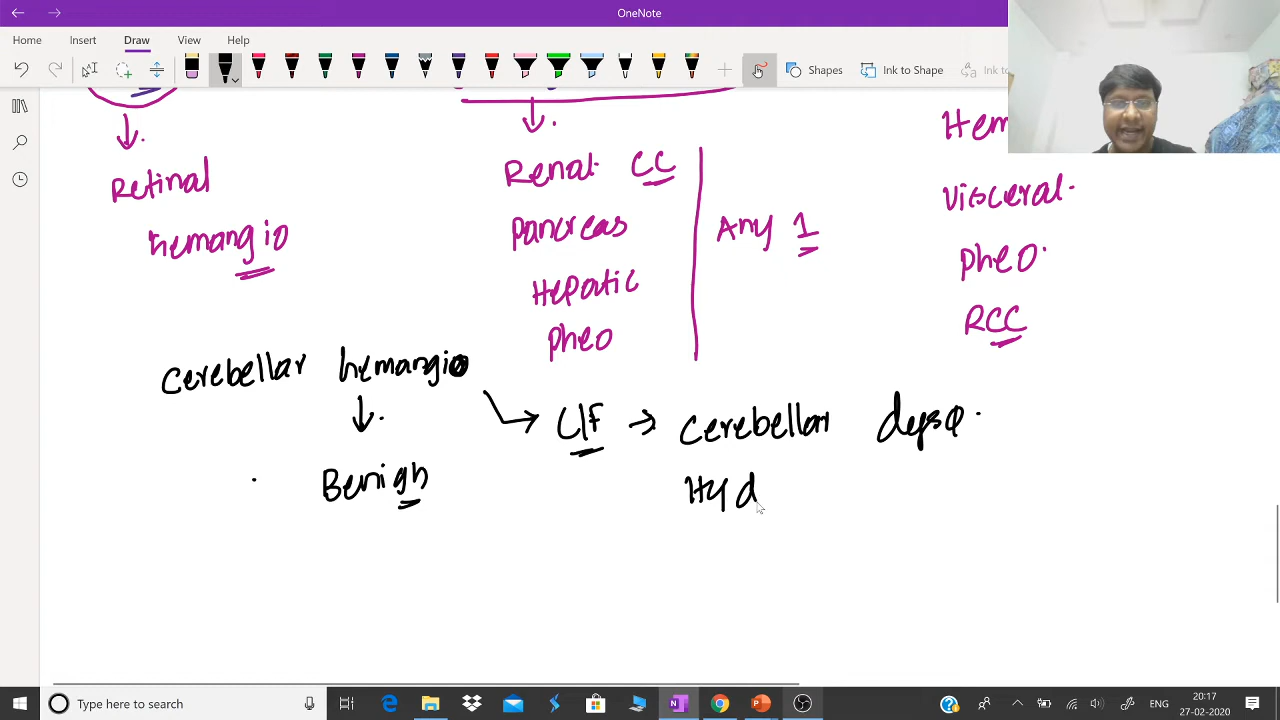 OneNote
Home Insert Draw View Help
Shapes Ink to Shape Ink to
Hem
Retinal
hemangio
Renal CC
Pancreas
Hepatic
Pheo
Any 1
Visceral
Pheo
RCC
Cerebellar hemangio
Benign
C/F → Cerebellar
Hyd
Type here to search
ENG
20:17
27-02-2020